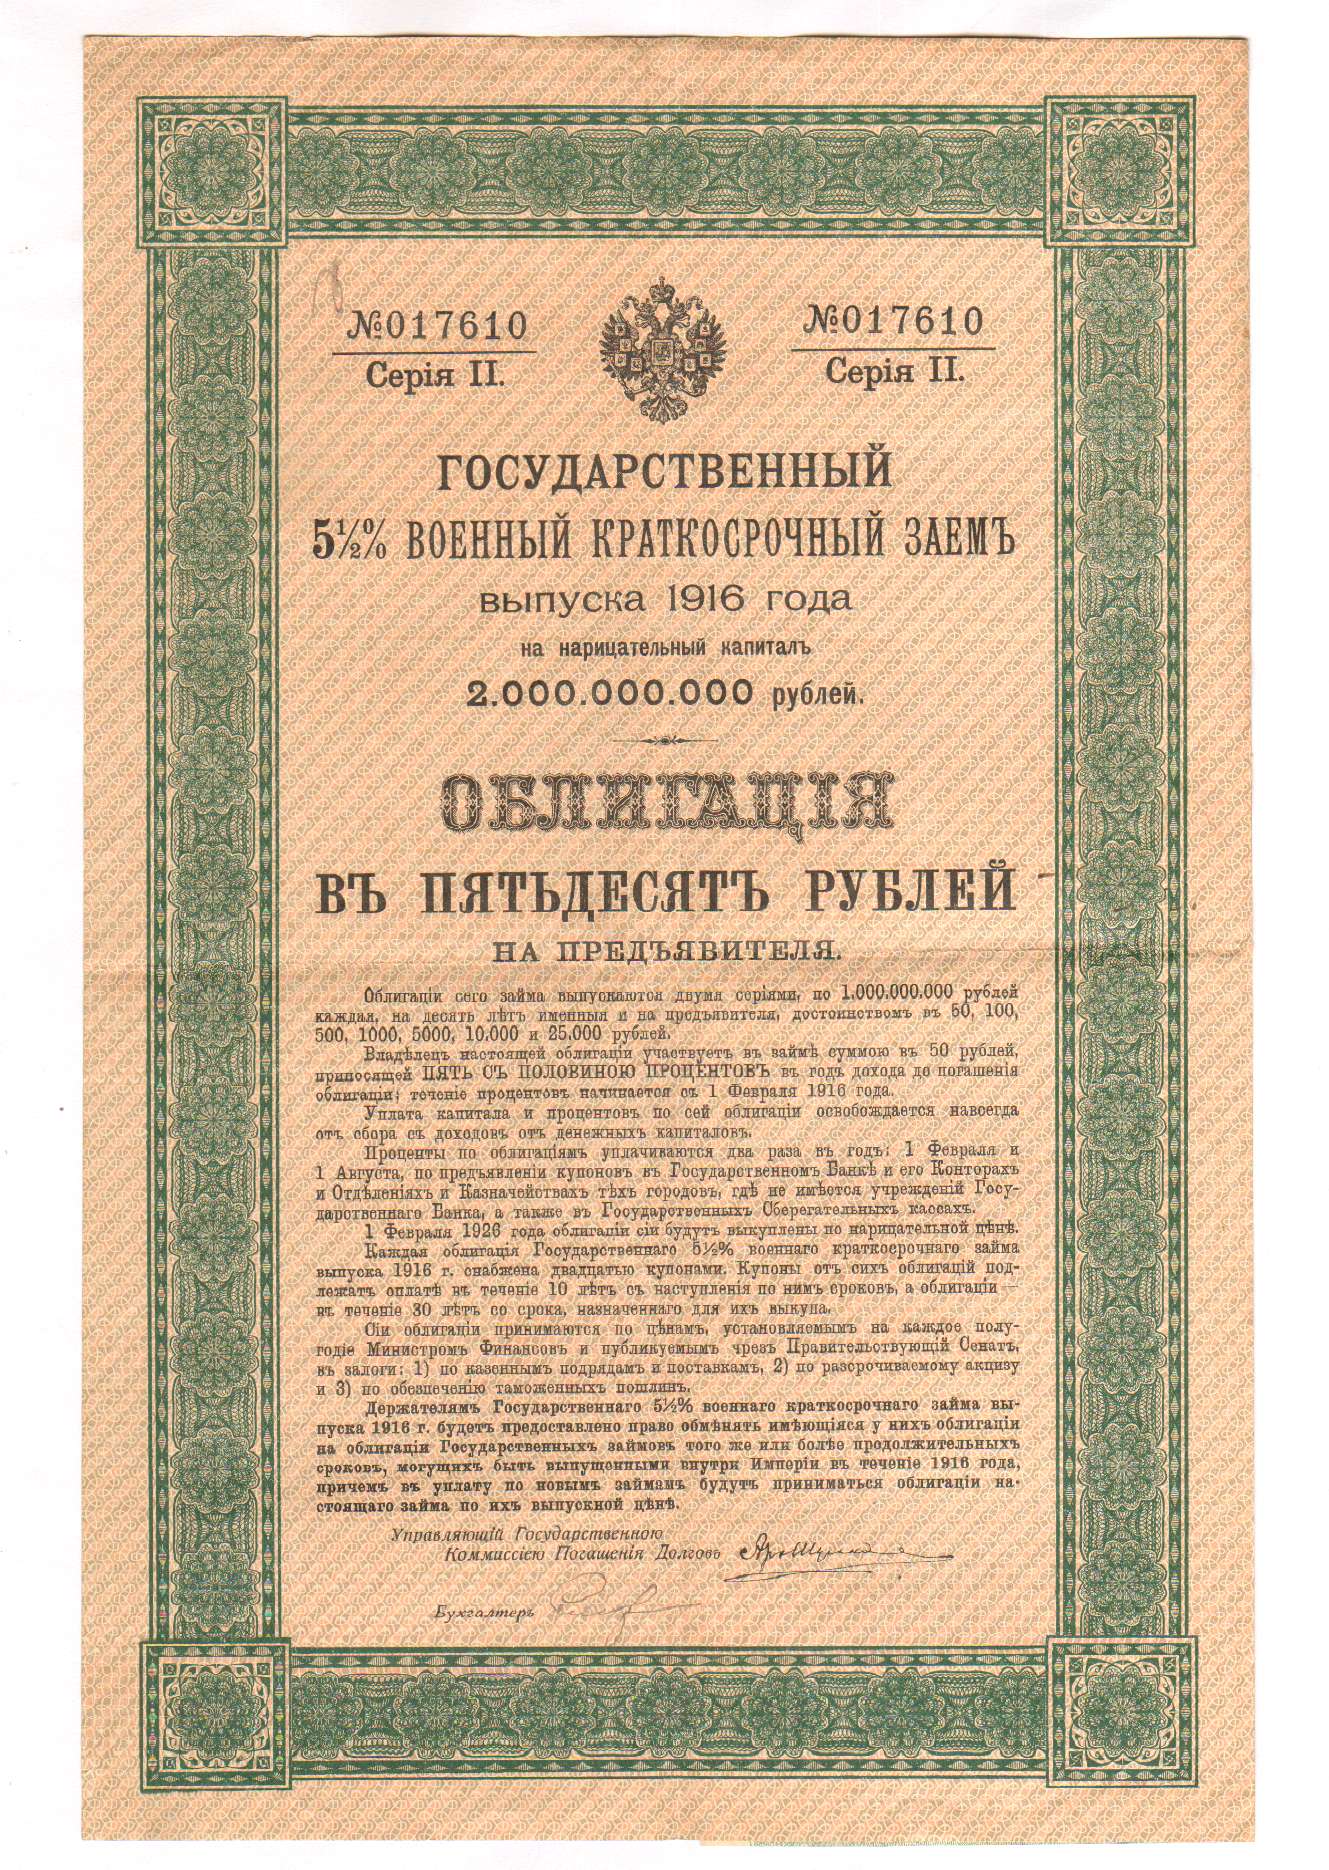 №017610 №017610
Серія II. Серія II.
ГОСУДАРСТВЕННЫЙ
5½% ВОЕННЫЙ КРАТКОСРОЧНЫЙ ЗАЕМЪ
выпуска 1916 года
на нарицательный капиталъ
2.000.000.000 рублей.
ОБЛИГАЦІЯ
ВЪ ПЯТЬДЕСЯТЪ РУБЛЕЙ
НА ПРЕДЪЯВИТЕЛЯ.
Облигаціи сего займа выпускаются двумя серіями, по 1.000.000.000 рублей
каждая, на десять лѣтъ именныя и на предъявителя, достоинствомъ въ 50, 100,
500, 1000, 5000, 10.000 и 25.000 рублей.
Владѣлецъ настоящей облигаціи участвуетъ въ займѣ суммою въ 50 рублей,
приносящей ПЯТЬ СЪ ПОЛОВИНОЮ ПРОЦЕНТОВЪ въ годъ дохода до погашенія
облигаціи; теченіе процентовъ начинается съ 1 Февраля 1916 года.
Уплата капитала и процентовъ по сей облигаціи освобождается навсегда
отъ сбора съ доходовъ отъ денежныхъ капиталовъ.
Проценты по облигаціямъ уплачиваются два раза въ годъ: 1 Февраля и
1 Августа, по предъявленіи купоновъ въ Государственномъ Банкѣ и его Конторахъ
и Отдѣленіяхъ и Казначействахъ тѣхъ городовъ, гдѣ не имѣется учрежденій Госу-
дарственнаго Банка, а также въ Государственныхъ Сберегательныхъ кассахъ.
1 Февраля 1926 года облигаціи сіи будутъ выкуплены по нарицательной цѣнѣ.
Каждая облигація Государственнаго 5½% военнаго краткосрочнаго займа
выпуска 1916 г. снабжена двадцатью купонами. Купоны отъ сихъ облигацій под-
лежатъ оплатѣ въ теченіе 10 лѣтъ съ наступленія по нимъ сроковъ, а облигаціи —
въ теченіе 30 лѣтъ со срока, назначеннаго для ихъ выкупа.
Сіи облигаціи принимаются по цѣнамъ, установляемымъ на каждое полу-
годіе Министромъ Финансовъ и публикуемымъ чрезъ Правительствующій Сенатъ,
въ залоги: 1) по казеннымъ подрядамъ и поставкамъ, 2) по разсрочиваемому акцизу
и 3) по обезпеченію таможенныхъ пошлинъ.
Держателямъ Государственнаго 5½% военнаго краткосрочнаго займа вы-
пуска 1916 г. будетъ предоставлено право обмѣнять имѣющіяся у нихъ облигаціи
на облигаціи Государственныхъ займовъ того же или болѣе продолжительныхъ
сроковъ, могущихъ быть выпущенными внутри Имперіи въ теченіе 1916 года,
причемъ въ уплату по новымъ займамъ будутъ приниматься облигаціи на-
стоящаго займа по ихъ выпускной цѣнѣ.
Управляющій Государственною
Коммиссіею Погашенія Долговъ
Бухгалтеръ